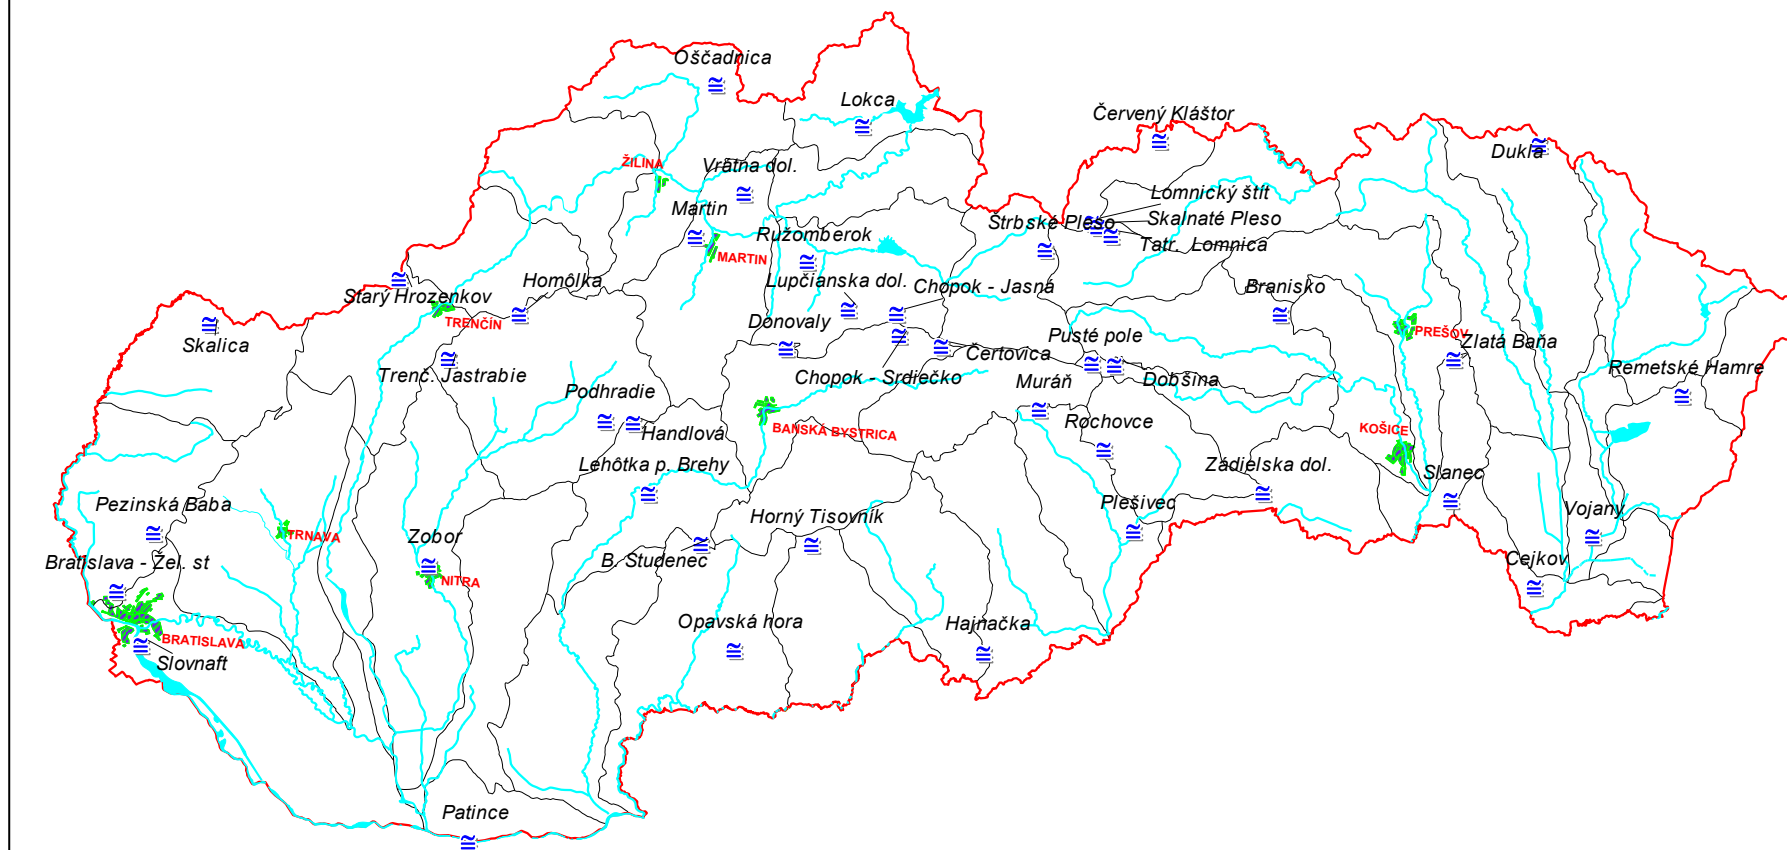 Oščadnica
Lokca
Červený Kláštor
Dukla
ŽILINA
Vrátna dol.
Lomnický štít
Martin
Skalnaté Pleso
Štrbské Pleso
Ružomberok
Tatr. Lomnica
MARTIN
Homôlka
Lupčianska dol.
Chopok - Jasná
Branisko
Starý Hrozenkov
TRENČÍN
Donovaly
Pusté pole
PREŠOV
Zlatá Baňa
Skalica
Čertovica
Trenč. Jastrabie
Chopok - Srdiečko
Muráň
Dobšina
Remetské Hamre
Podhradie
Rochovce
Handlová
BANSKÁ BYSTRICA
KOŠICE
Lehôtka p. Brehy
Zádielska dol.
Slanec
Pezinská Baba
Plešivec
Vojany
Horný Tisovník
TRNAVA
Zobor
B. Studenec
Bratislava - Žel. st
Cejkov
NITRA
Opavská hora
Hajnačka
BRATISLAVA
Slovnaft
Patince